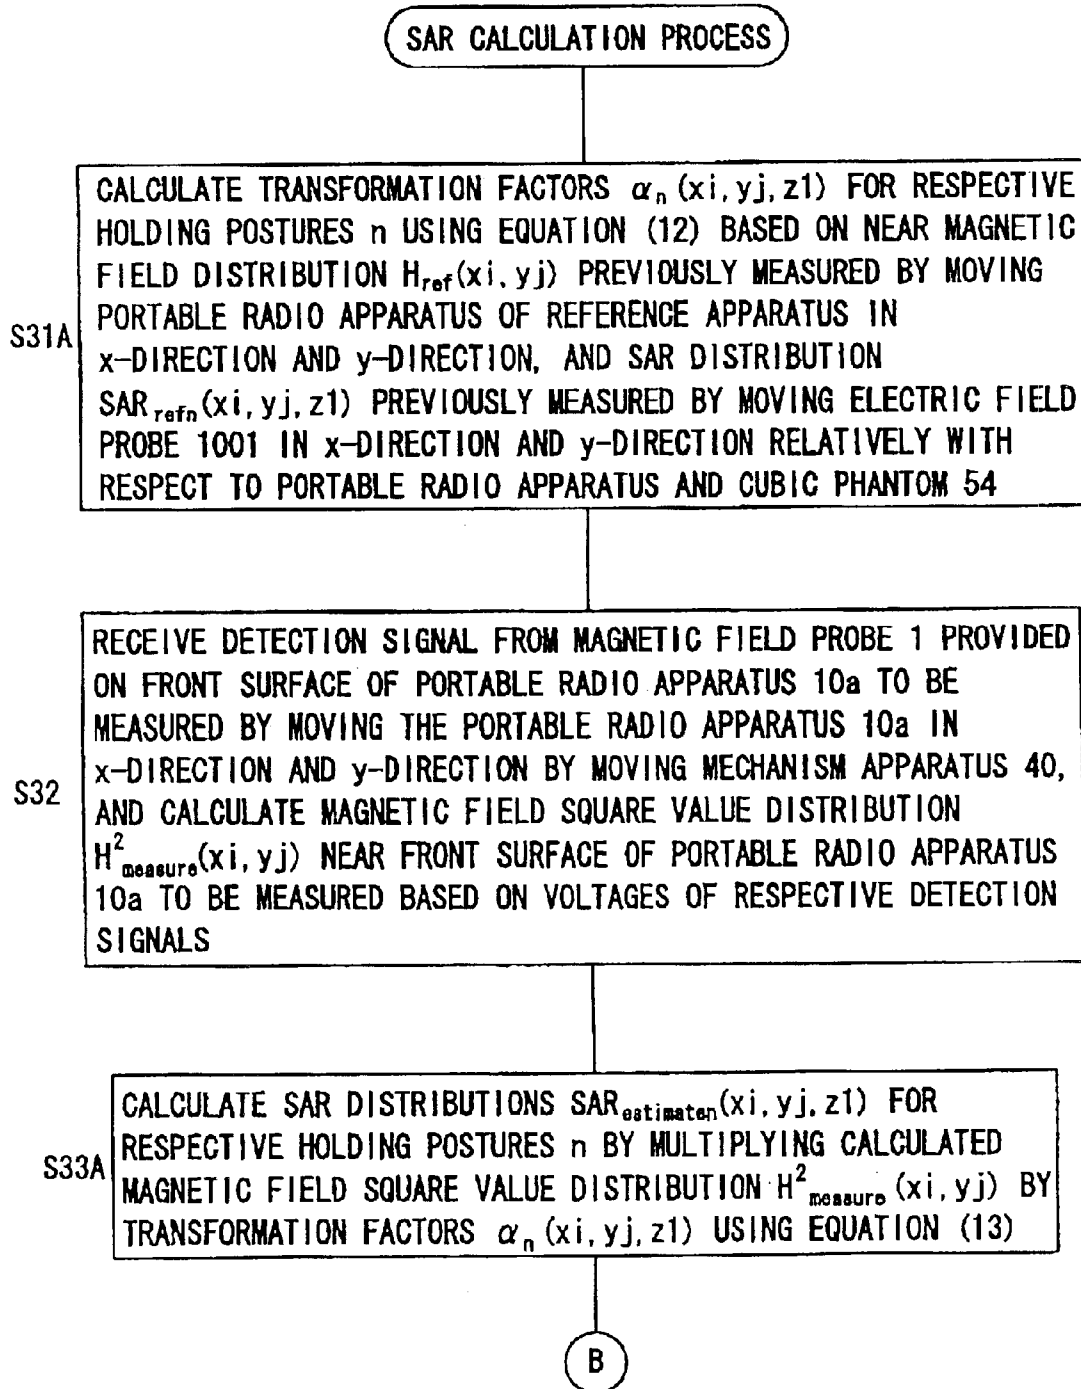 SAR CALCULATION PROCESS
CALCULATE TRANSFORMATION FACTORS αn(xi, yj, z1) FOR RESPECTIVE
HOLDING POSTURES n USING EQUATION (12) BASED ON NEAR MAGNETIC
FIELD DISTRIBUTION Href(xi, yj) PREVIOUSLY MEASURED BY MOVING
PORTABLE RADIO APPARATUS OF REFERENCE APPARATUS IN
S31A
x-DIRECTION AND y-DIRECTION, AND SAR DISTRIBUTION
SARrefn(xi, yj, z1) PREVIOUSLY MEASURED BY MOVING ELECTRIC FIELD
PROBE 1001 IN x-DIRECTION AND y-DIRECTION RELATIVELY WITH
RESPECT TO PORTABLE RADIO APPARATUS AND CUBIC PHANTOM 54
RECEIVE DETECTION SIGNAL FROM MAGNETIC FIELD PROBE 1 PROVIDED
ON FRONT SURFACE OF PORTABLE RADIO APPARATUS 10a TO BE
MEASURED BY MOVING THE PORTABLE RADIO APPARATUS 10a IN
x-DIRECTION AND y-DIRECTION BY MOVING MECHANISM APPARATUS 40,
S32
AND CALCULATE MAGNETIC FIELD SQUARE VALUE DISTRIBUTION
H²measure(xi, yj) NEAR FRONT SURFACE OF PORTABLE RADIO APPARATUS
10a TO BE MEASURED BASED ON VOLTAGES OF RESPECTIVE DETECTION
SIGNALS
CALCULATE SAR DISTRIBUTIONS SARestimaten(xi, yj, z1) FOR
RESPECTIVE HOLDING POSTURES n BY MULTIPLYING CALCULATED
S33A
MAGNETIC FIELD SQUARE VALUE DISTRIBUTION H²measure (xi, yj) BY
TRANSFORMATION FACTORS αn(xi, yj, z1) USING EQUATION (13)
B